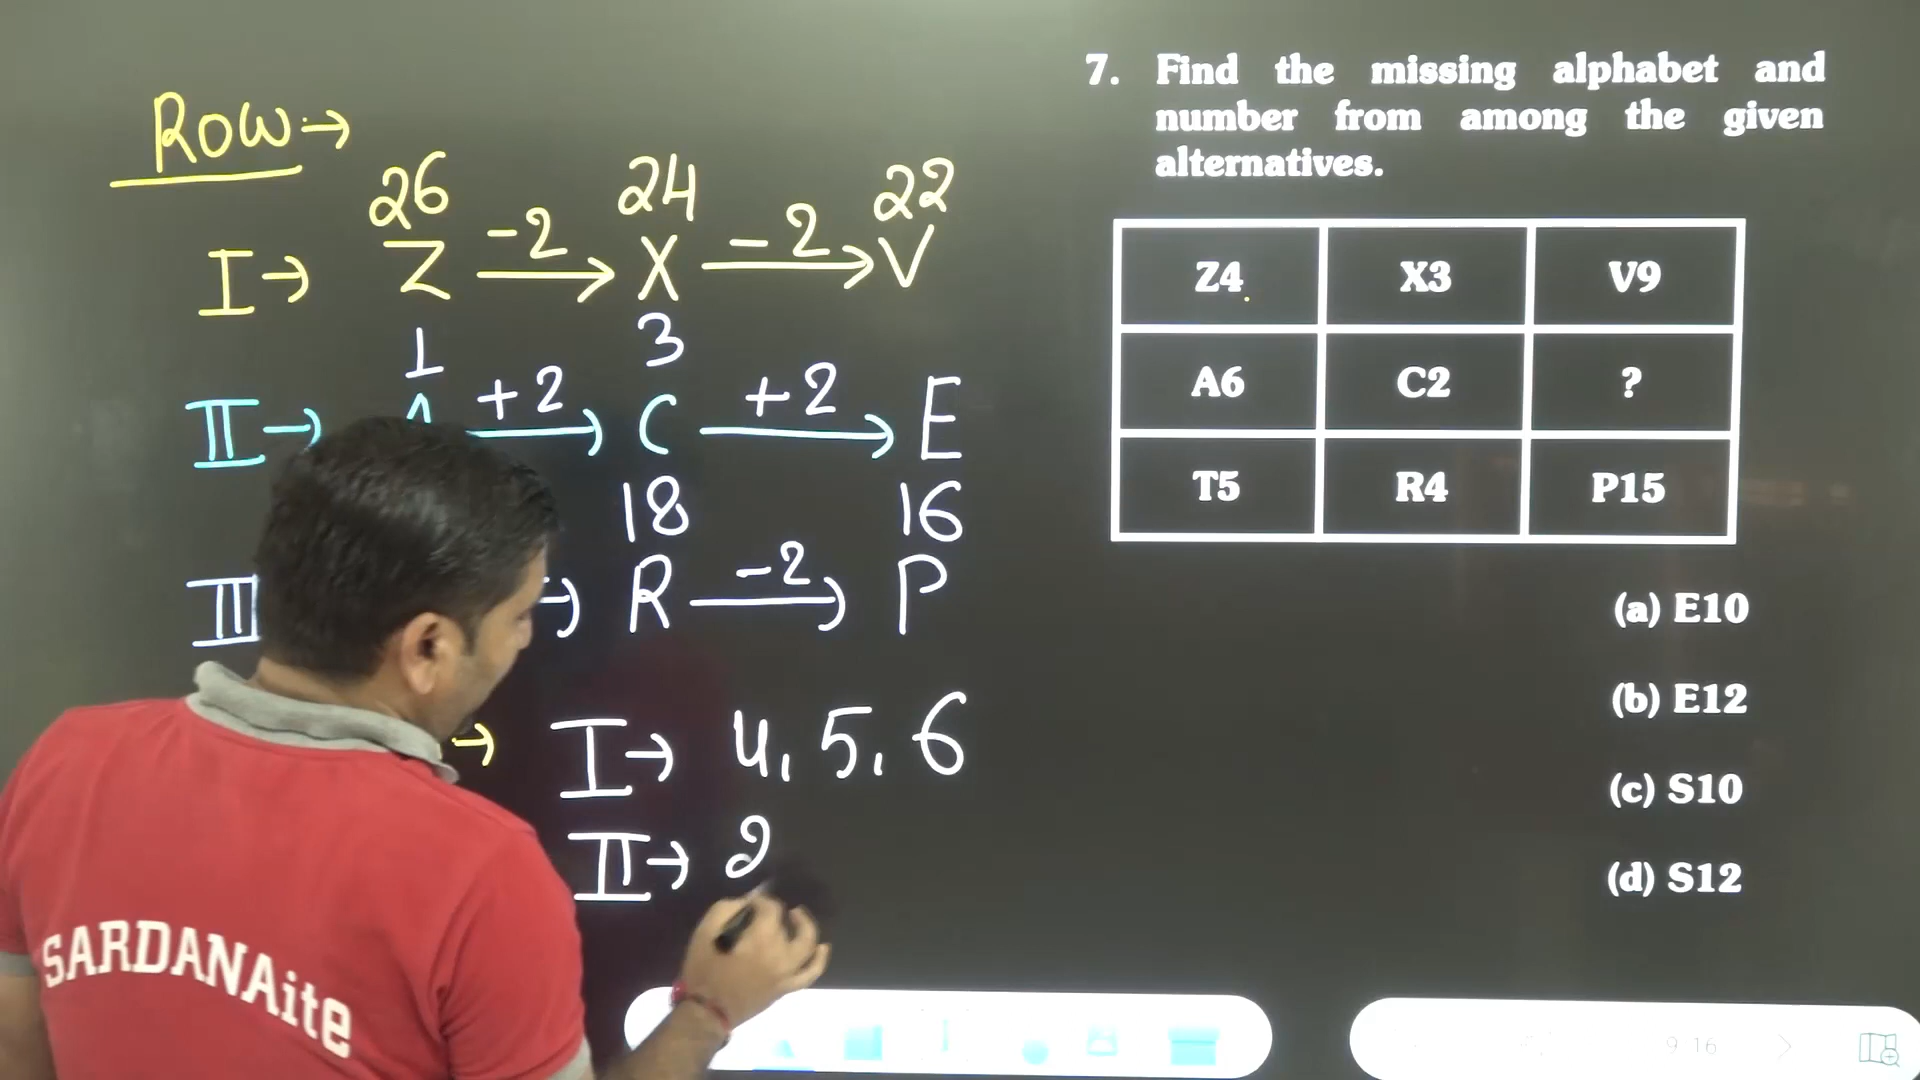 ROW:→
26 24 22
I→ Z -2 X -2 V
1 3
II→ +2 C +2 E
18 16
III R -2 P
→ I→ 4, 5, 6
II→ 2
SARDANAite
7. Find the missing alphabet and
number from among the given
alternatives.
Z4 X3 V9
A6 C2 ?
T5 R4 P15
(a) E10
(b) E12
(c) S10
(d) S12
9 16